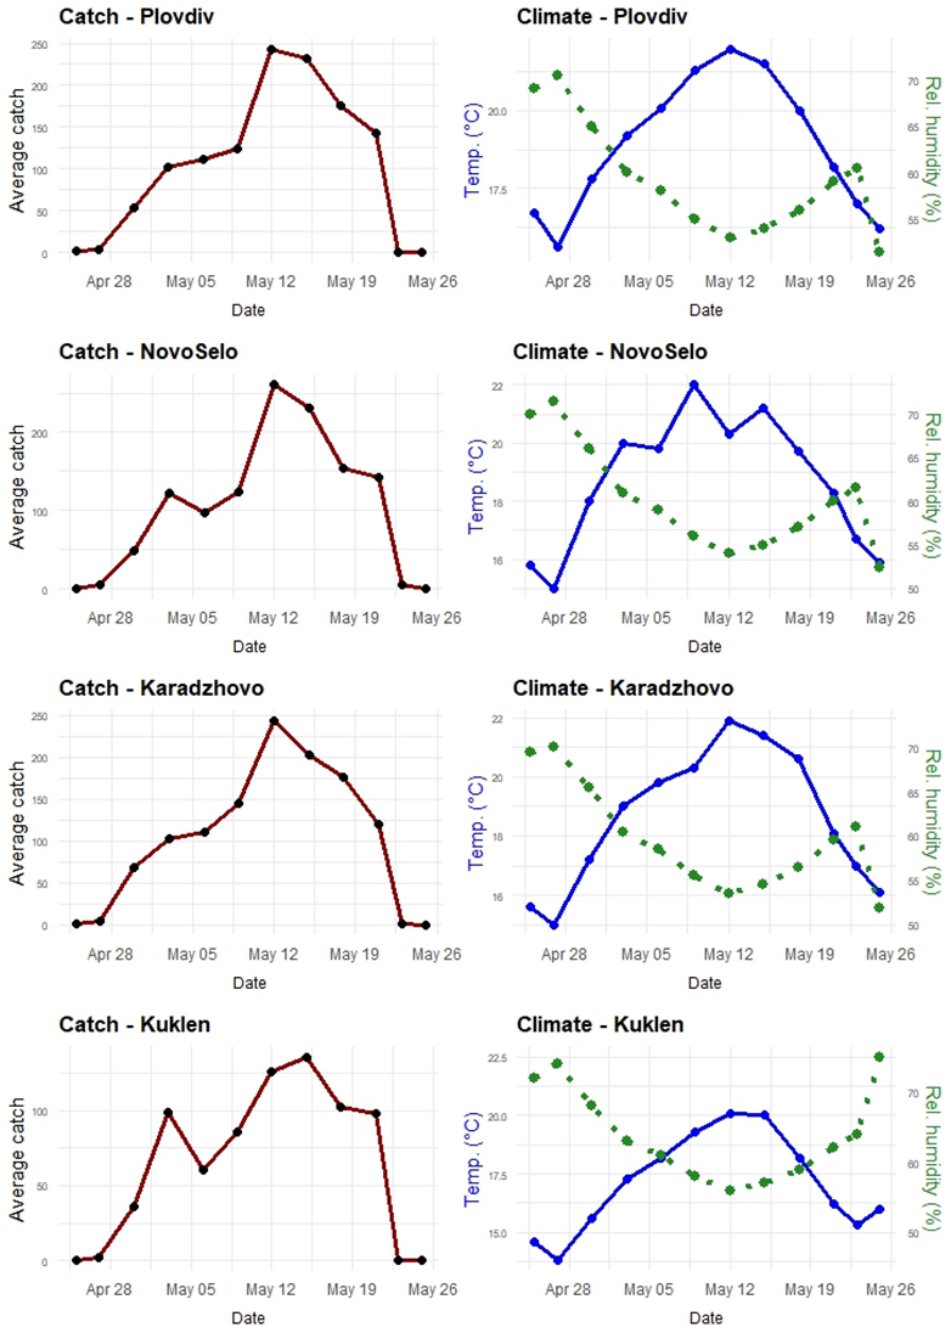 Catch - Plovdiv
Average catch
250
200
150
100
50
0
Apr 28 May 05 May 12 May 19 May 26
Date
Climate - Plovdiv
Temp. (°C)
20.0
17.5
Rel. humidity (%)
70
65
60
55
Apr 28 May 05 May 12 May 19 May 26
Date
Catch - NovoSelo
Average catch
200
100
0
Apr 28 May 05 May 12 May 19 May 26
Date
Climate - NovoSelo
Temp. (°C)
22
20
18
16
Rel. humidity (%)
70
65
60
55
50
Apr 28 May 05 May 12 May 19 May 26
Date
Catch - Karadzhovo
Average catch
250
200
150
100
50
0
Apr 28 May 05 May 12 May 19 May 26
Date
Climate - Karadzhovo
Temp. (°C)
22
20
18
16
Rel. humidity (%)
70
65
60
55
50
Apr 28 May 05 May 12 May 19 May 26
Date
Catch - Kuklen
Average catch
100
50
0
Apr 28 May 05 May 12 May 19 May 26
Date
Climate - Kuklen
Temp. (°C)
22.5
20.0
17.5
15.0
Rel. humidity (%)
70
60
50
Apr 28 May 05 May 12 May 19 May 26
Date